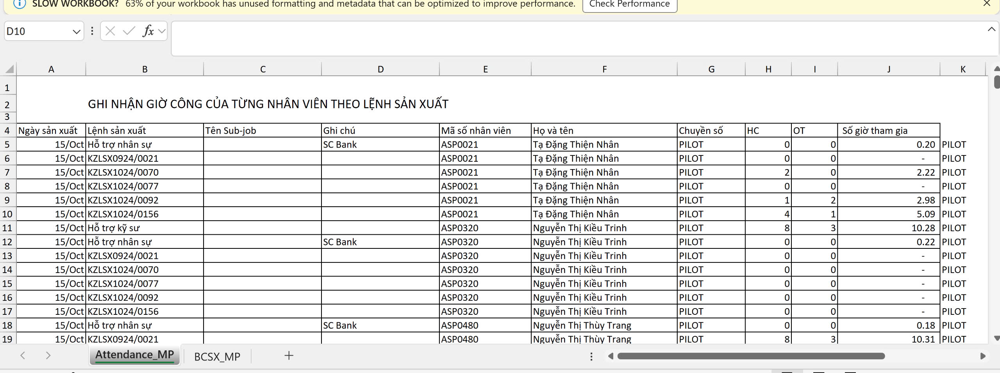 SLOW WORKBOOK? 63% of your workbook has unused formatting and metadata that can be optimized to improve performance. Check Performance
D10 fx
A B C D E F G H I J K
1
2 GHI NHẬN GIỜ CÔNG CỦA TỪNG NHÂN VIÊN THEO LỆNH SẢN XUẤT
3
4 Ngày sản xuất Lệnh sản xuất Tên Sub-job Ghi chú Mã số nhân viên Họ và tên Chuyền số HC OT Số giờ tham gia
5 15/Oct Hỗ trợ nhân sự SC Bank ASP0021 Tạ Đặng Thiện Nhân PILOT 0 0 0.20 PILOT
6 15/Oct KZLSX0924/0021 ASP0021 Tạ Đặng Thiện Nhân PILOT 0 0 - PILOT
7 15/Oct KZLSX1024/0070 ASP0021 Tạ Đặng Thiện Nhân PILOT 2 0 2.22 PILOT
8 15/Oct KZLSX1024/0077 ASP0021 Tạ Đặng Thiện Nhân PILOT 0 0 - PILOT
9 15/Oct KZLSX1024/0092 ASP0021 Tạ Đặng Thiện Nhân PILOT 1 2 2.98 PILOT
10 15/Oct KZLSX1024/0156 ASP0021 Tạ Đặng Thiện Nhân PILOT 4 1 5.09 PILOT
11 15/Oct Hỗ trợ kỹ sư ASP0320 Nguyễn Thị Kiều Trinh PILOT 8 3 10.28 PILOT
12 15/Oct Hỗ trợ nhân sự SC Bank ASP0320 Nguyễn Thị Kiều Trinh PILOT 0 0 0.22 PILOT
13 15/Oct KZLSX0924/0021 ASP0320 Nguyễn Thị Kiều Trinh PILOT 0 0 - PILOT
14 15/Oct KZLSX1024/0070 ASP0320 Nguyễn Thị Kiều Trinh PILOT 0 0 - PILOT
15 15/Oct KZLSX1024/0077 ASP0320 Nguyễn Thị Kiều Trinh PILOT 0 0 - PILOT
16 15/Oct KZLSX1024/0092 ASP0320 Nguyễn Thị Kiều Trinh PILOT 0 0 - PILOT
17 15/Oct KZLSX1024/0156 ASP0320 Nguyễn Thị Kiều Trinh PILOT 0 0 - PILOT
18 15/Oct Hỗ trợ nhân sự SC Bank ASP0480 Nguyễn Thị Thùy Trang PILOT 0 0 0.18 PILOT
19 15/Oct KZLSX0924/0021 ASP0480 Nguyễn Thị Thùy Trang PILOT 8 3 10.31 PILOT
Attendance_MP BCSX_MP